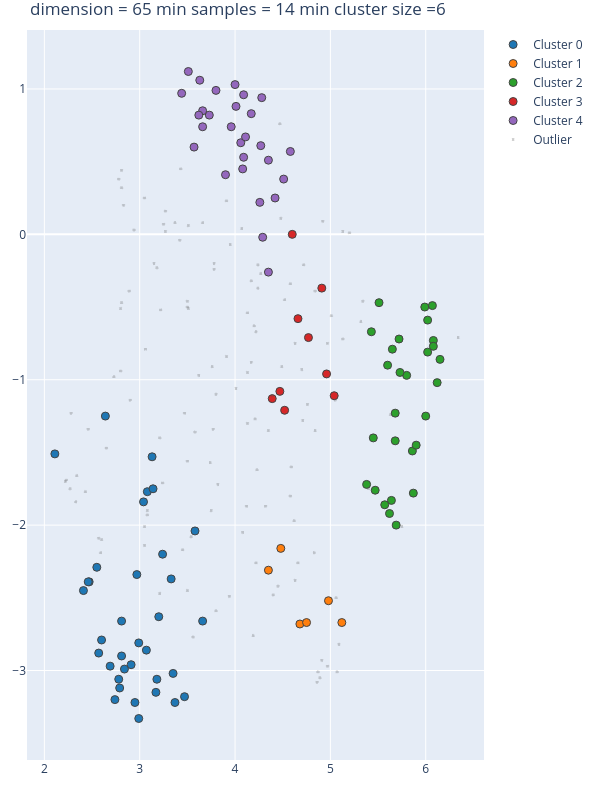 dimension = 65 min samples = 14 min cluster size =6
Cluster 0
Cluster 1
Cluster 2
Cluster 3
Cluster 4
Outlier
1
0
−1
−2
−3
2 3 4 5 6